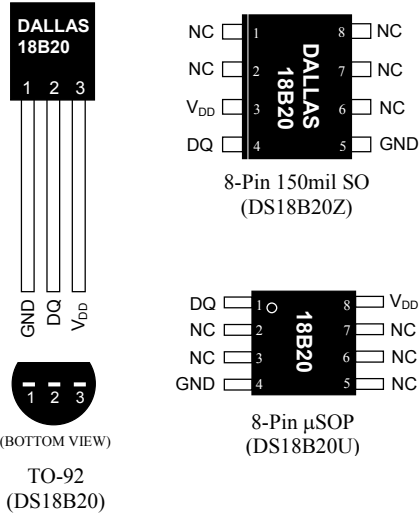 DALLAS
18B20
1 2 3
GND
DQ
VDD
1 2 3
(BOTTOM VIEW)
TO-92
(DS18B20)
NC 1 8 NC
NC 2 7 NC
VDD 3 6 NC
DQ 4 5 GND
DALLAS
18B20
8-Pin 150mil SO
(DS18B20Z)
DQ 1 8 VDD
NC 2 7 NC
NC 3 6 NC
GND 4 5 NC
18B20
8-Pin μSOP
(DS18B20U)